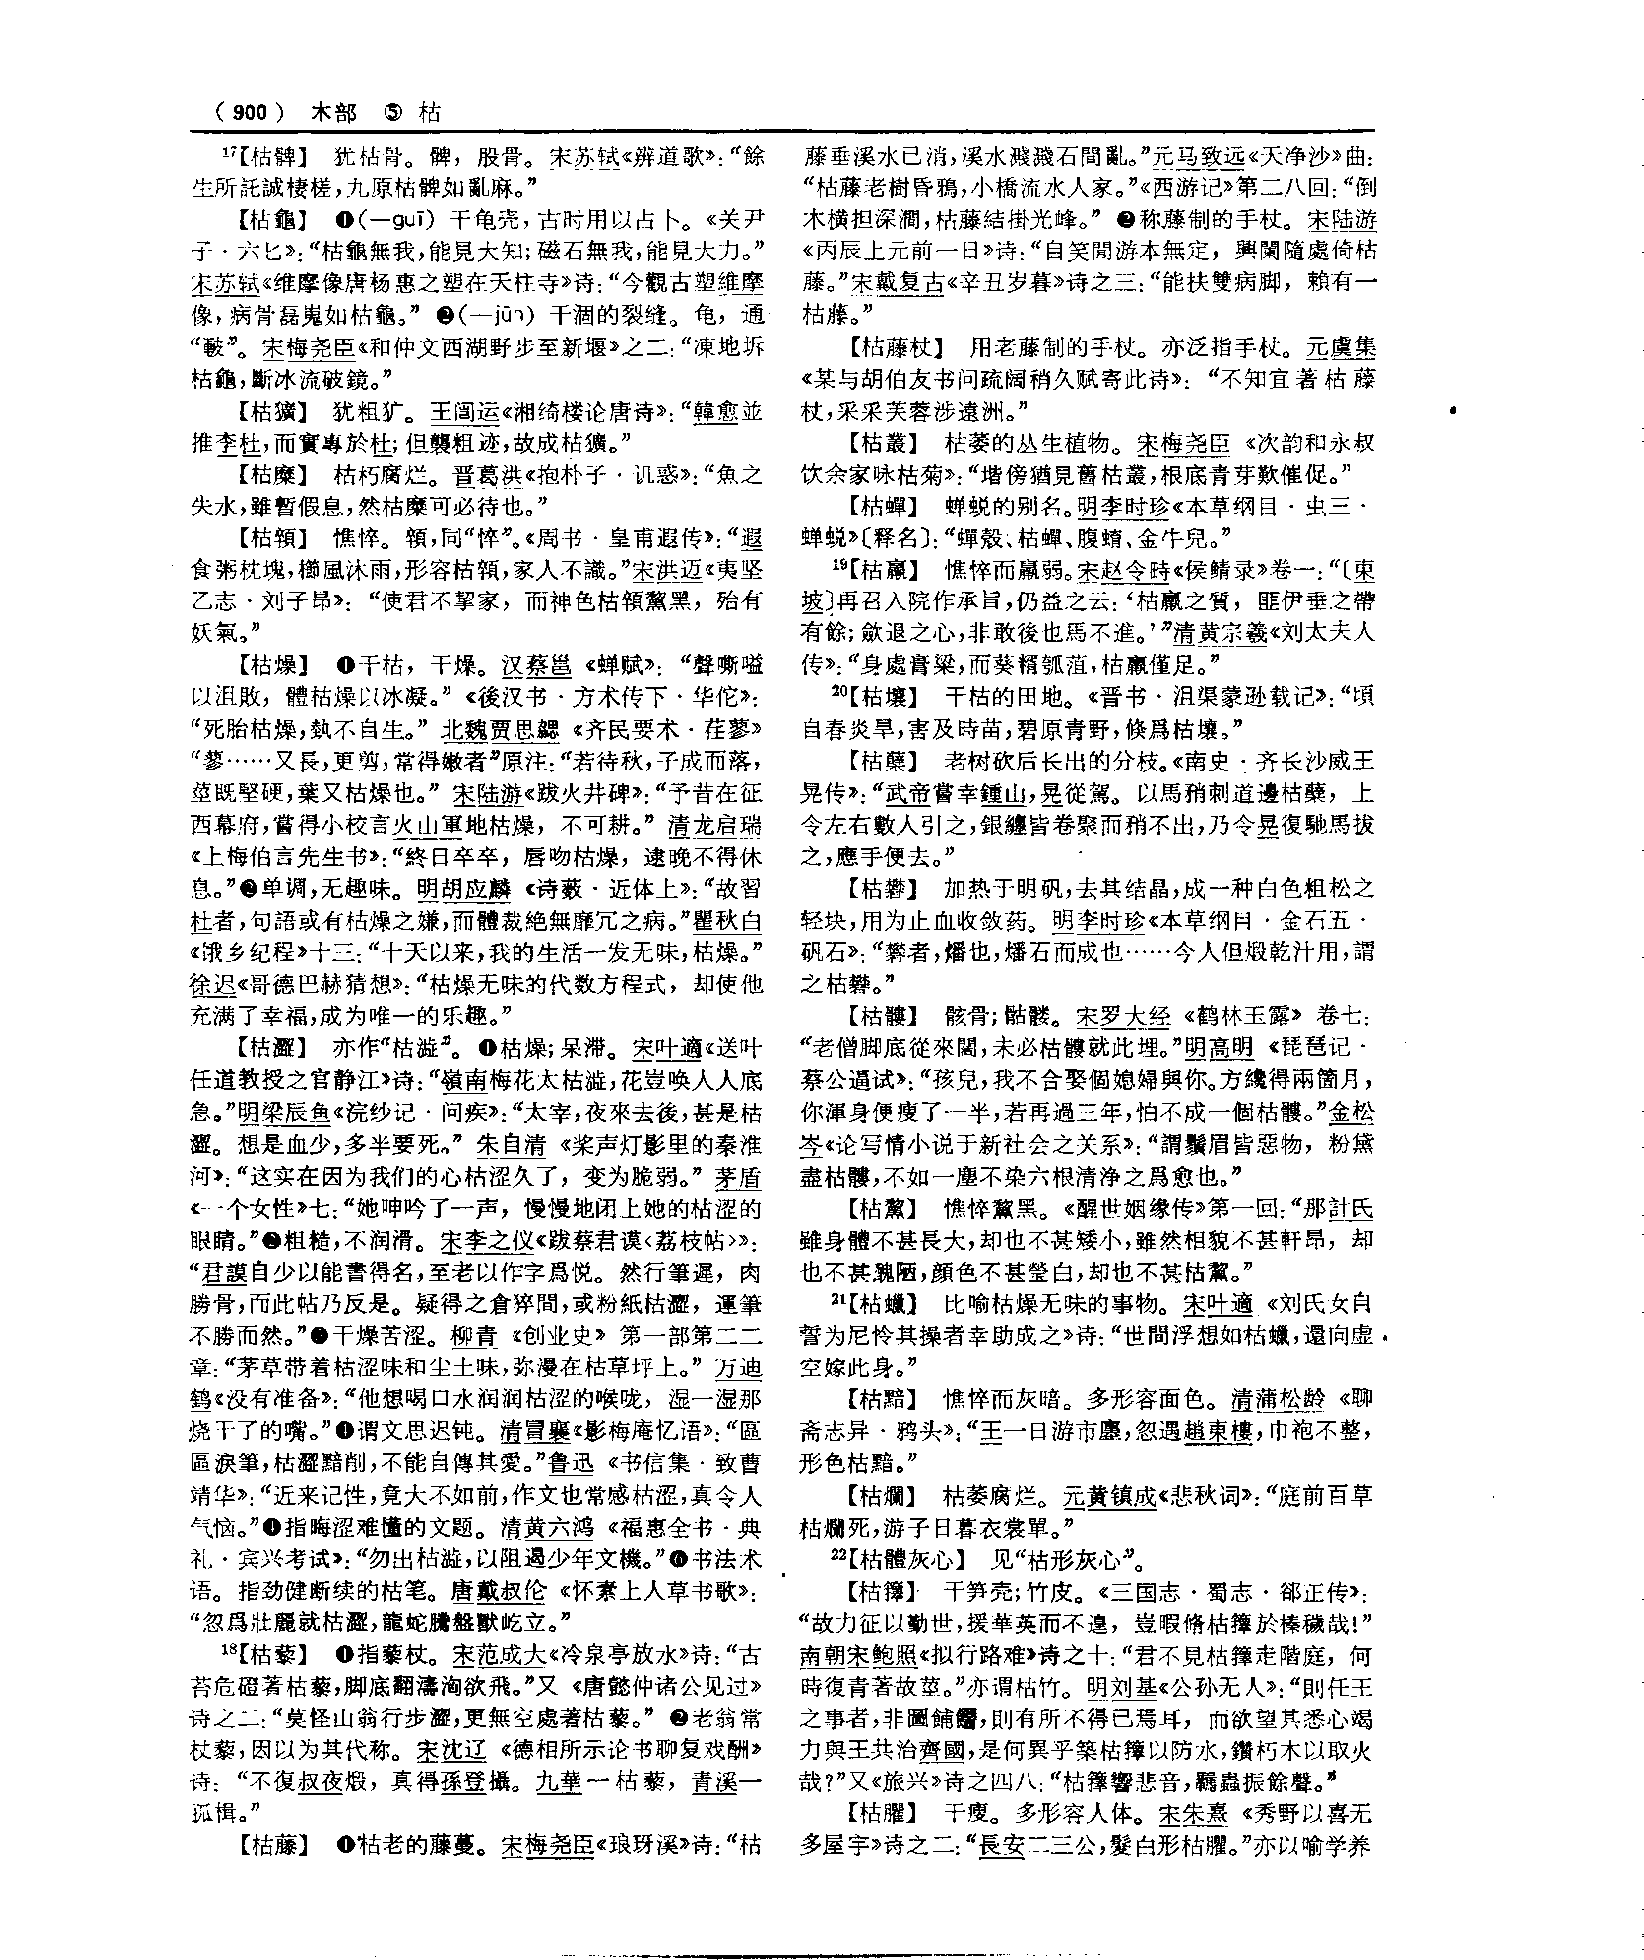 （900） 木部 ⑤ 枯
¹⁷【枯髀】 犹枯骨。髀，股骨。宋苏轼《辨道歌》：“餘
生所託誠棲槎，九原枯髀如亂麻。”
【枯龜】 ❶(—guī) 干龟壳，古时用以占卜。《关尹
子·六匕》：“枯龜無我，能見大知；磁石無我，能見大力。”
宋苏轼《维摩像唐杨惠之塑在天柱寺》诗：“今觀古塑維摩
像，病骨磊嵬如枯龜。” ❷(—jūn) 干涸的裂缝。龟，通
“皸”。宋梅尧臣《和仲文西湖野步至新堰》之二：“凍地坼
枯龜，斷冰流破鏡。”
【枯獷】 犹粗犷。王闿运《湘绮楼论唐诗》：“韓愈並
推李杜，而實專於杜；但襲粗迹，故成枯獷。”
【枯糜】 枯朽腐烂。晋葛洪《抱朴子·讥惑》：“魚之
失水，雖暫假息，然枯糜可必待也。”
【枯顇】 憔悴。顇，同“悴”。《周书·皇甫遐传》：“遐
食粥枕塊，櫛風沐雨，形容枯顇，家人不識。”宋洪迈《夷坚
乙志·刘子昂》：“使君不挈家，而神色枯顇黧黑，殆有
妖氣。”
【枯燥】 ❶干枯，干燥。汉蔡邕《蝉赋》：“聲嘶嗌
以沮敗，體枯燥以冰凝。”《後汉书·方术传下·华佗》：
“死胎枯燥，埶不自生。” 北魏贾思勰《齐民要术·荏蓼》
“蓼……又長，更剪，常得嫩者”原注：“若待秋，子成而落，
莖既堅硬，葉又枯燥也。” 宋陆游《跋火井碑》：“予昔在征
西幕府，嘗得小校言火山軍地枯燥，不可耕。” 清龙启瑞
《上梅伯言先生书》：“終日卒卒，唇吻枯燥，逮晚不得休
息。”❷单调，无趣味。明胡应麟《诗薮·近体上》：“故習
杜者，句語或有枯燥之嫌，而體裁絶無靡冗之病。”瞿秋白
《饿乡纪程》十三：“十天以来，我的生活一发无味，枯燥。”
徐迟《哥德巴赫猜想》：“枯燥无味的代数方程式，却使他
充满了幸福，成为唯一的乐趣。”
【枯澀】 亦作“枯澁”。❶枯燥；呆滞。宋叶適《送叶
任道教授之官静江》诗：“嶺南梅花太枯澁，花豈唤人人底
急。”明梁辰鱼《浣纱记·问疾》：“太宰，夜來去後，甚是枯
澀。想是血少，多半要死。” 朱自清《桨声灯影里的秦淮
河》：“这实在因为我们的心枯涩久了，变为脆弱。” 茅盾
《一个女性》七：“她呻吟了一声，慢慢地闭上她的枯涩的
眼睛。”❷粗糙，不润滑。宋李之仪《跋蔡君谟〈荔枝帖〉》：
“君謨自少以能書得名，至老以作字爲悦。然行筆遲，肉
勝骨，而此帖乃反是。疑得之倉猝間，或粉紙枯澀，運筆
不勝而然。”❸干燥苦涩。柳青《创业史》第一部第二二
章：“茅草带着枯涩味和尘土味，弥漫在枯草坪上。” 万迪
鹤《没有准备》：“他想喝口水润润枯涩的喉咙，湿一湿那
烧干了的嘴。”❹谓文思迟钝。清冒襄《影梅庵忆语》：“區
區淚筆，枯澀黯削，不能自傳其愛。”鲁迅《书信集·致曹
靖华》：“近来记性，竟大不如前，作文也常感枯涩，真令人
气恼。”❺指晦涩难懂的文题。清黄六鸿《福惠全书·典
礼·宾兴考试》：“勿出枯澁，以阻遏少年文機。”❻书法术
语。指劲健断续的枯笔。唐戴叔伦《怀素上人草书歌》：
“忽爲壯麗就枯澀，龍蛇騰盤獸屹立。”
¹⁸【枯藜】 ❶指藜杖。宋范成大《冷泉亭放水》诗：“古
苔危磴著枯藜，脚底翻濤洶欲飛。”又《唐懿仲诸公见过》
诗之二：“莫怪山翁行步澀，更無空處著枯藜。” ❷老翁常
杖藜，因以为其代称。宋沈辽《德相所示论书聊复戏酬》
诗：“不復叔夜煅，真得孫登攝。九華一枯藜，青溪一
孤楫。”
【枯藤】 ❶枯老的藤蔓。宋梅尧臣《琅玡溪》诗：“枯
藤垂溪水已消，溪水濺濺石間亂。”元马致远《天净沙》曲：
“枯藤老樹昏鴉，小橋流水人家。”《西游记》第二八回：“倒
木横担深澗，枯藤結掛光峰。” ❷称藤制的手杖。宋陆游
《丙辰上元前一日》诗：“自笑閒游本無定，興闌隨處倚枯
藤。”宋戴复古《辛丑岁暮》诗之三：“能扶雙病脚，賴有一
枯藤。”
【枯藤杖】 用老藤制的手杖。亦泛指手杖。元虞集
《某与胡伯友书问疏阔稍久赋寄此诗》：“不知宜著枯藤
杖，采采芙蓉涉遠洲。”
【枯叢】 枯萎的丛生植物。宋梅尧臣《次韵和永叔
饮余家咏枯菊》：“堦傍猶見舊枯叢，根底青芽歎催促。”
【枯蟬】 蝉蜕的别名。明李时珍《本草纲目·虫三·
蝉蜕》〔释名〕：“蟬殼、枯蟬、腹蜟、金牛兒。”
¹⁹【枯羸】 憔悴而羸弱。宋赵令畤《侯鲭录》卷一：“〔東
坡〕再召入院作承旨，仍益之云：‘枯羸之質，匪伊垂之帶
有餘；斂退之心，非敢後也馬不進。’”清黄宗羲《刘太夫人
传》：“身處膏粱，而葵糈瓠菹，枯羸僅足。”
²⁰【枯壤】 干枯的田地。《晋书·沮渠蒙逊载记》：“頃
自春炎旱，害及時苗，碧原青野，倏爲枯壤。”
【枯蘖】 老树砍后长出的分枝。《南史·齐长沙威王
晃传》：“武帝嘗幸鍾山，晃從駕。以馬矟刺道邊枯蘖，上
令左右數人引之，銀纏皆卷聚而矟不出，乃令晃復馳馬拔
之，應手便去。”
【枯礬】 加热于明矾，去其结晶，成一种白色粗松之
轻块，用为止血收敛药。明李时珍《本草纲目·金石五·
矾石》：“礬者，燔也，燔石而成也……今人但煅乾汁用，謂
之枯礬。”
【枯髏】 骸骨；骷髅。宋罗大经《鹤林玉露》卷七：
“老僧脚底從來闊，未必枯髏就此埋。”明高明《琵琶记·
蔡公逼试》：“孩兒，我不合娶個媳婦與你。方纔得兩箇月，
你渾身便瘦了一半，若再過三年，怕不成一個枯髏。”金松
岑《论写情小说于新社会之关系》：“謂鬚眉皆惡物，粉黛
盡枯髏，不如一塵不染六根清净之爲愈也。”
【枯黧】 憔悴黧黑。《醒世姻缘传》第一回：“那計氏
雖身體不甚長大，却也不甚矮小，雖然相貌不甚軒昂，却
也不甚醜陋，顔色不甚瑩白，却也不甚枯黧。”
²¹【枯蠟】 比喻枯燥无味的事物。宋叶適《刘氏女自
誓为尼怜其操者幸助成之》诗：“世間浮想如枯蠟，還向虚
空嫁此身。”
【枯黯】 憔悴而灰暗。多形容面色。清蒲松龄《聊
斋志异·鸦头》：“王一日游市廛，忽遇趙東樓，巾袍不整，
形色枯黯。”
【枯爛】 枯萎腐烂。元黄镇成《悲秋词》：“庭前百草
枯爛死，游子日暮衣裳單。”
²²【枯體灰心】 见“枯形灰心”。
【枯籜】 干笋壳；竹皮。《三国志·蜀志·郤正传》：
“故力征以勤世，援華英而不遑，豈暇脩枯籜於榛穢哉！”
南朝宋鲍照《拟行路难》诗之十：“君不見枯籜走階庭，何
時復青著故莖。”亦谓枯竹。明刘基《公孙无人》：“則任王
之事者，非圖餔饕，則有所不得已焉耳，而欲望其悉心竭
力與王共治齊國，是何異乎築枯籜以防水，鑽朽木以取火
哉？”又《旅兴》诗之四八：“枯籜響悲音，羈蟲振餘聲。”
【枯臞】 干瘦。多形容人体。宋朱熹《秀野以喜无
多屋宇》诗之二：“長安二三公，髮白形枯臞。”亦以喻学养